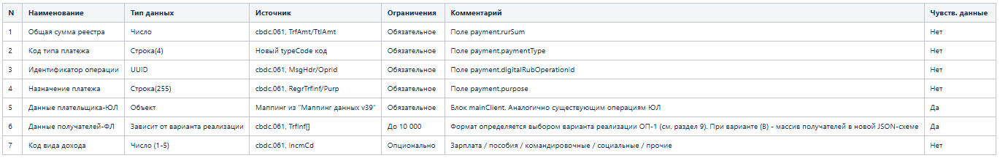 N Наименование Тип данных Источник Ограничения Комментарий Чувств. данные
1 Общая сумма реестра Число cbdc.061, TrfAmt/TtlAmt Обязательное Поле payment.rurSum Нет
2 Код типа платежа Строка(4) Новый typeCode код Обязательное Поле payment.paymentType Нет
3 Идентификатор операции UUID cbdc.061, MsgHdr/OprId Обязательное Поле payment.digitalRubOperationId Нет
4 Назначение платежа Строка(255) cbdc.061, RegrTrfInf/Purp Обязательное Поле payment.purpose Нет
5 Данные плательщика-ЮЛ Объект Маппинг из "Маппинг данных v39" Обязательное Блок mainClient. Аналогично существующим операциям ЮЛ Да
6 Данные получателей-ФЛ Зависит от варианта реализации cbdc.061, TrfInf[] До 10 000 Формат определяется выбором варианта реализации ОП-1 (см. раздел 9). При варианте (В) - массив получателей в новой JSON-схеме Да
7 Код вида дохода Число (1-5) cbdc.061, IncmCd Опционально Зарплата / пособия / командировочные / социальные / прочие Нет